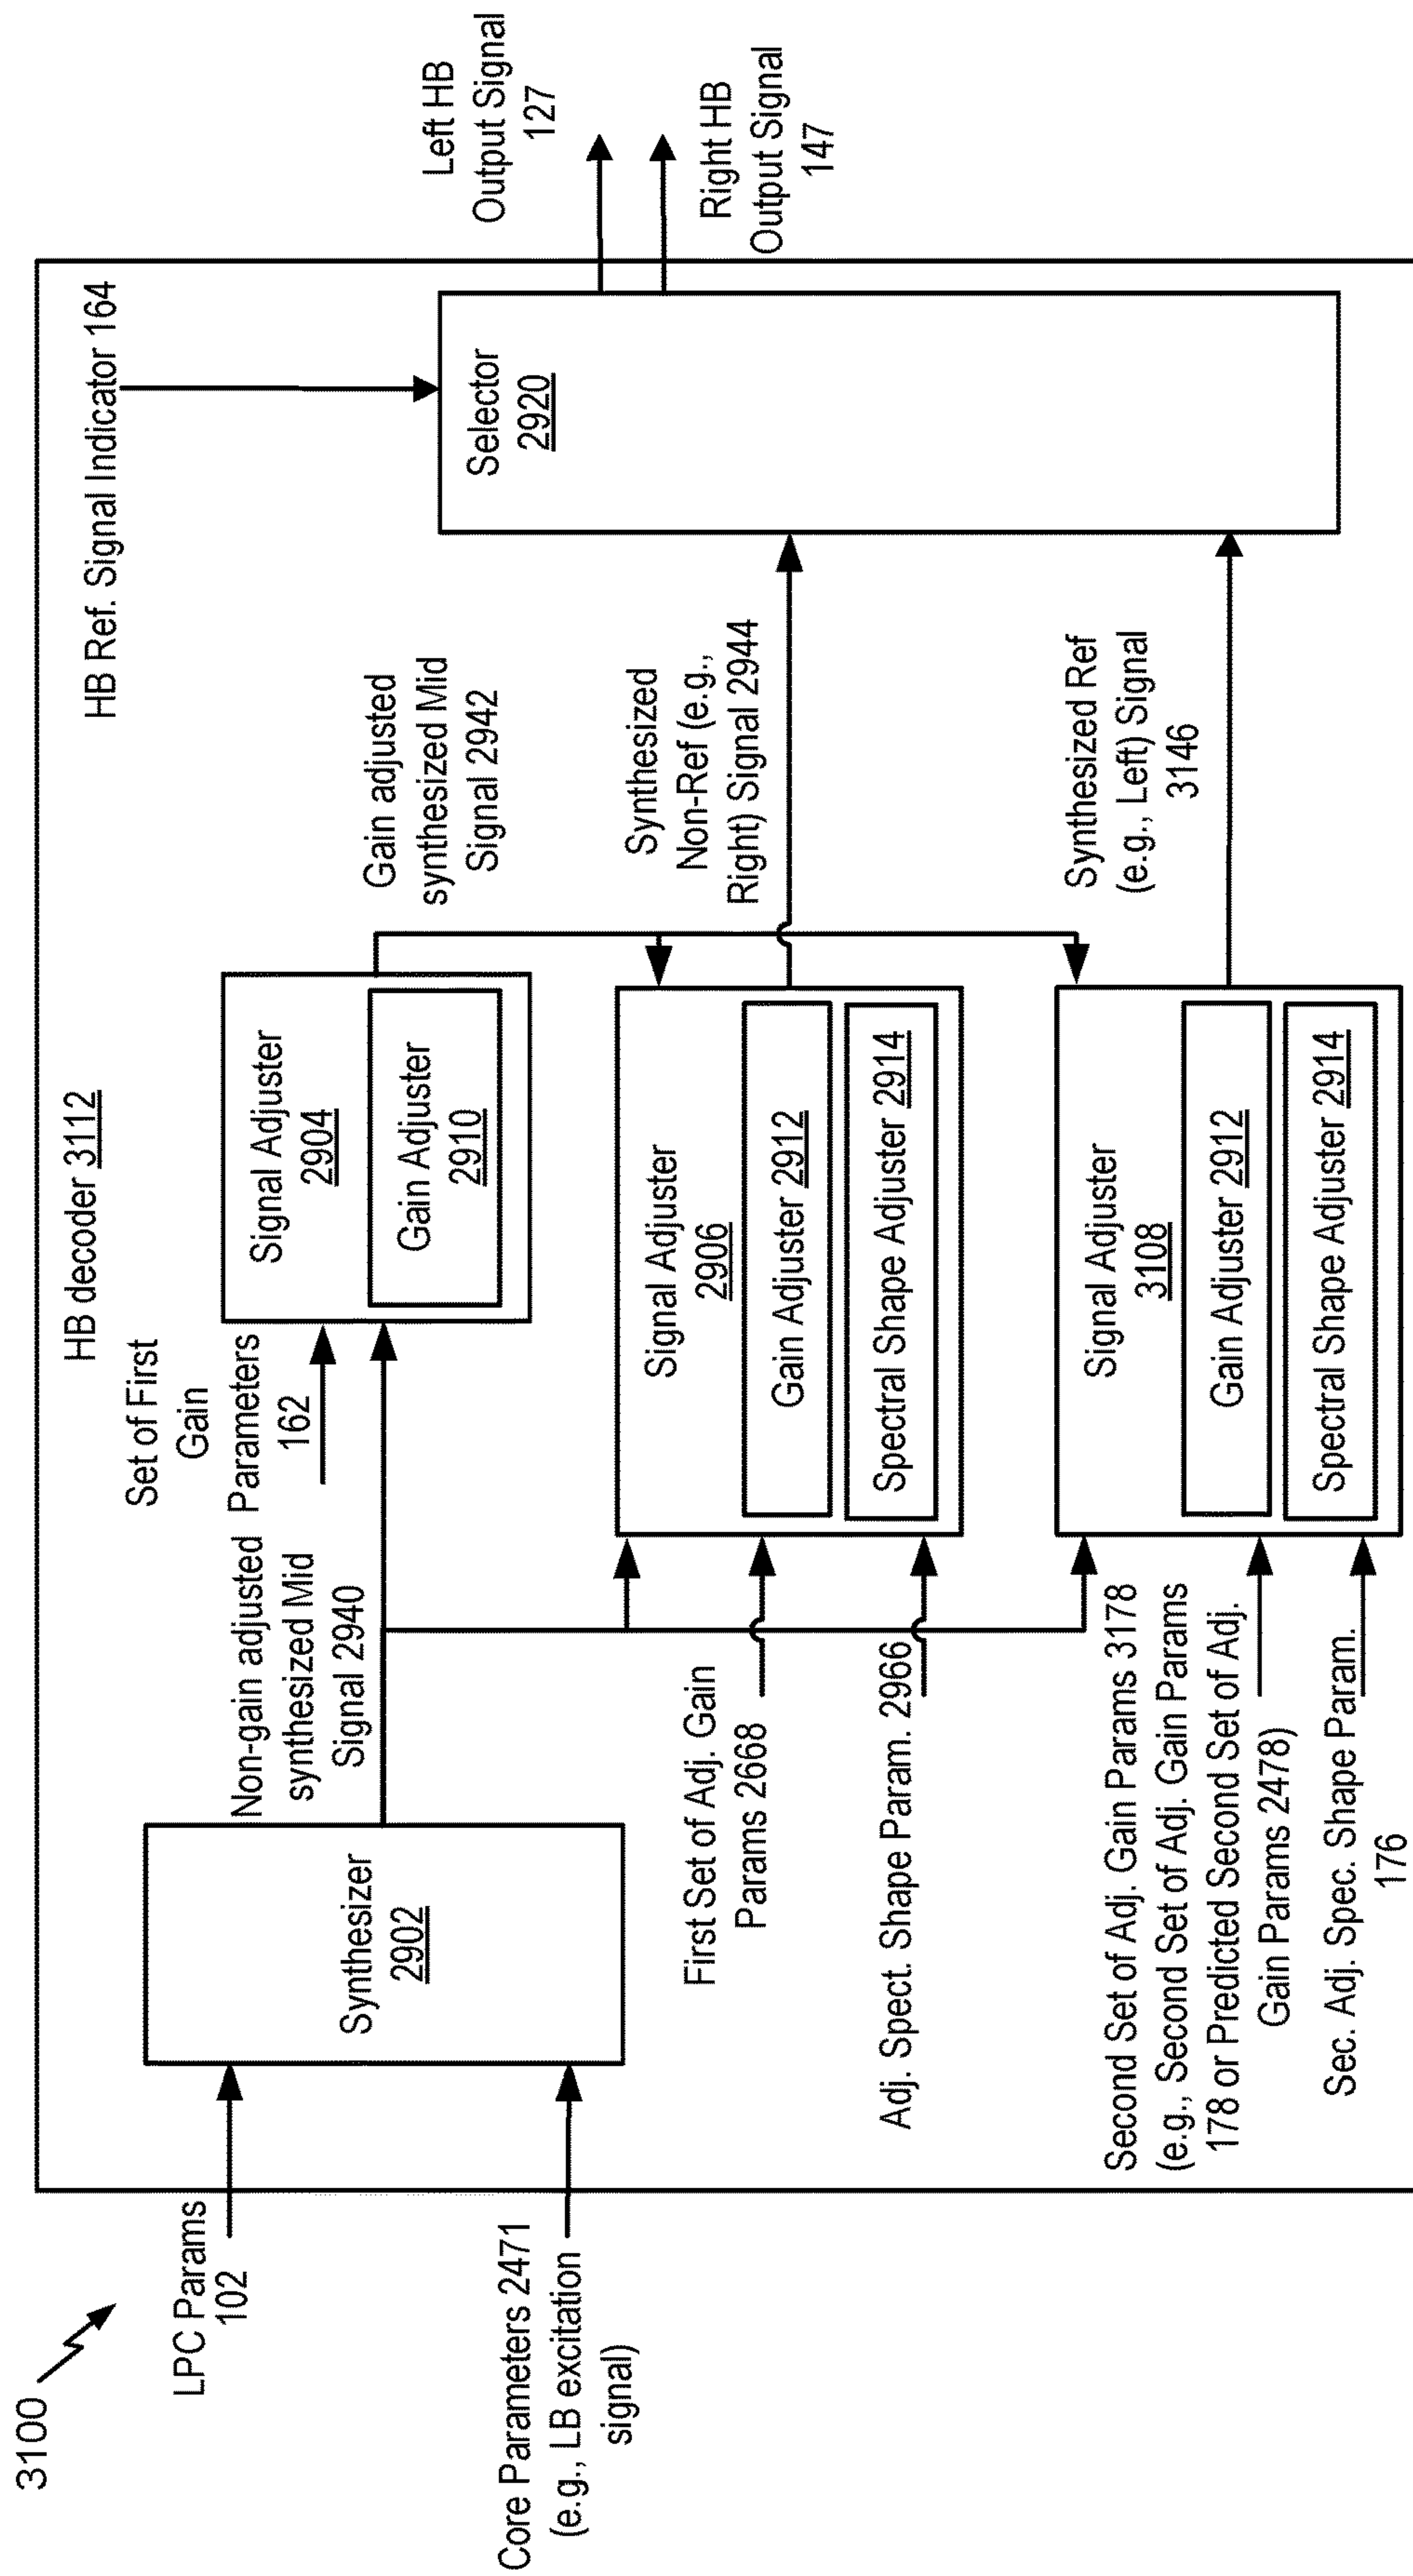 3100
HB decoder 3112
LPC Params
102
Core Parameters 2471
(e.g., LB excitation
signal)
Synthesizer
2902
Non-gain adjusted
synthesized Mid
Signal 2940
Set of First
Gain
Parameters
162
Signal Adjuster
2904
Gain Adjuster
2910
Gain adjusted
synthesized Mid
Signal 2942
HB Ref. Signal Indicator 164
First Set of Adj. Gain
Params 2668
Adj. Spect. Shape Param. 2966
Signal Adjuster
2906
Gain Adjuster 2912
Spectral Shape Adjuster 2914
Synthesized
Non-Ref (e.g.,
Right) Signal 2944
Second Set of Adj. Gain Params 3178
(e.g., Second Set of Adj. Gain Params
178 or Predicted Second Set of Adj.
Gain Params 2478)
Sec. Adj. Spec. Shape Param.
176
Signal Adjuster
3108
Gain Adjuster 2912
Spectral Shape Adjuster 2914
Synthesized Ref
(e.g., Left) Signal
3146
Selector
2920
Left HB
Output Signal
127
Right HB
Output Signal
147